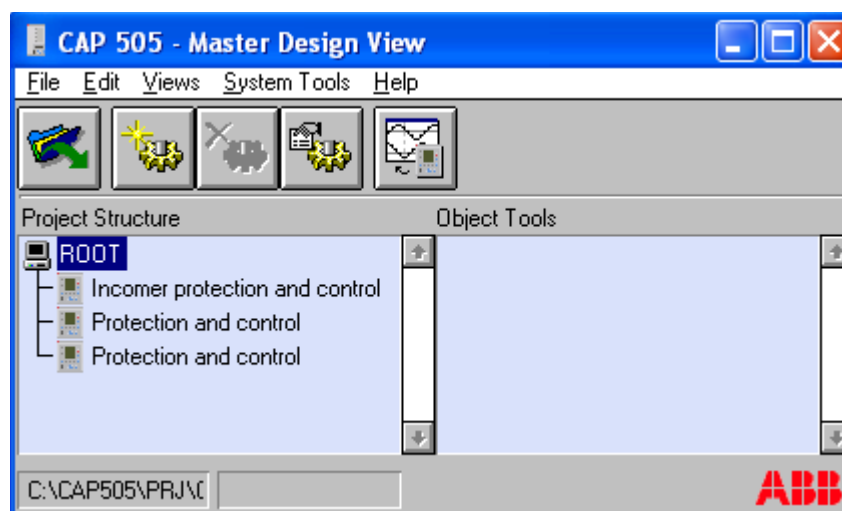 CAP 505 - Master Design View
File Edit Views System Tools Help
Project Structure
Object Tools
ROOT
Incomer protection and control
Protection and control
Protection and control
C:\CAP505\PRJ\
ABB